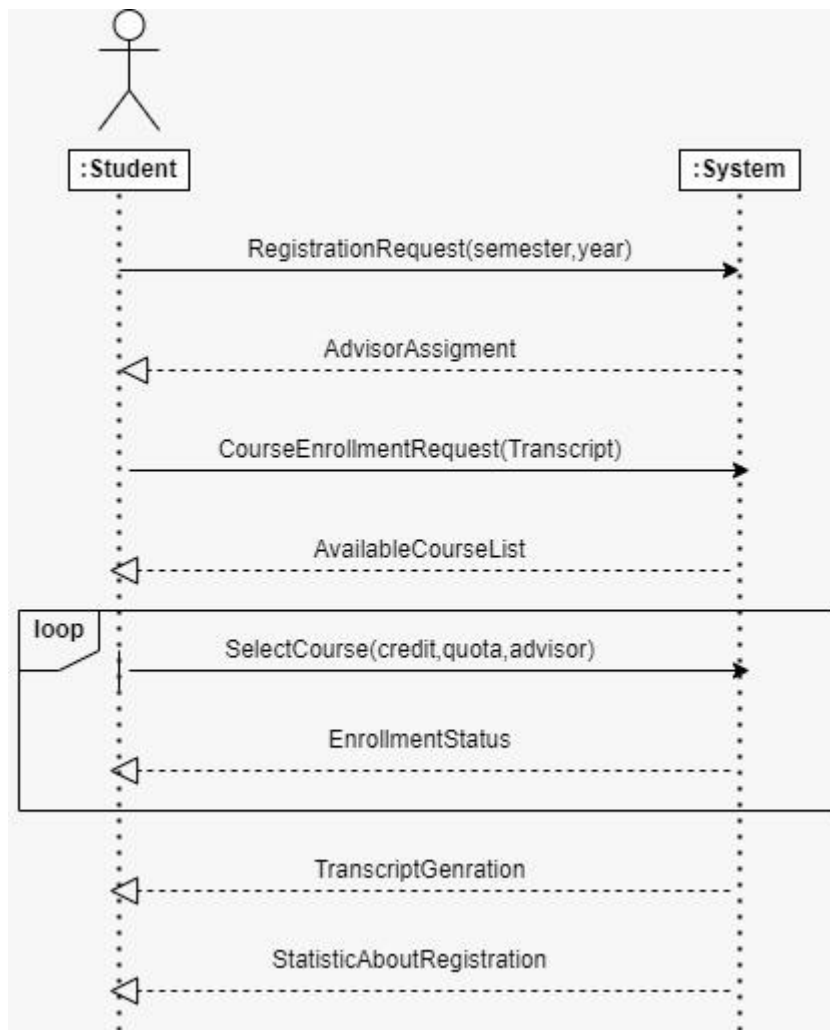 :Student
:System
RegistrationRequest(semester,year)
AdvisorAssigment
CourseEnrollmentRequest(Transcript)
AvailableCourseList
loop
SelectCourse(credit,quota,advisor)
EnrollmentStatus
TranscriptGenration
StatisticAboutRegistration